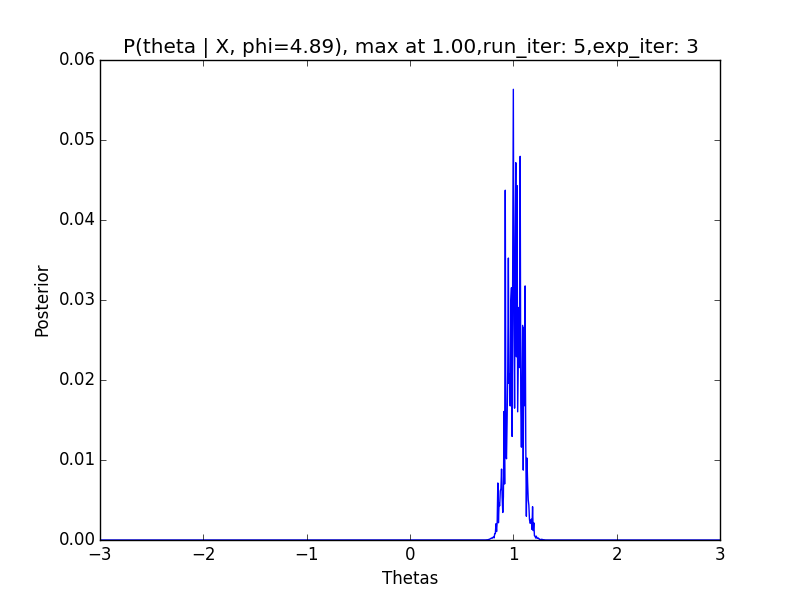 P(theta | X, phi=4.89), max at 1.00,run_iter: 5,exp_iter: 3
0.06
0.05
0.04
0.03
0.02
0.01
0.00
Posterior
−3 −2 −1 0 1 2 3
Thetas